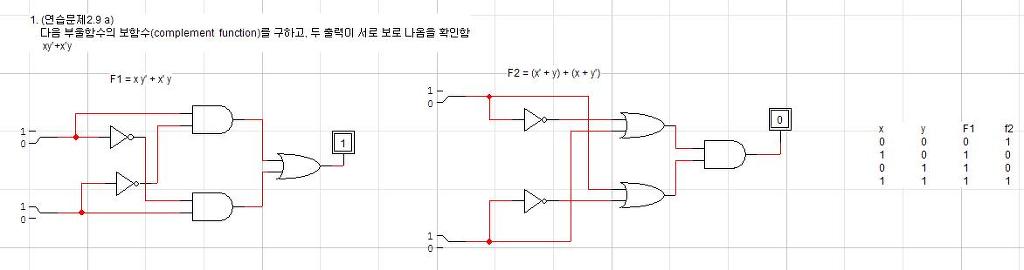 1. (연습문제2.9 a)
다음 부울함수의 보함수(complement function)를 구하고, 두 출력이 서로 보로 나옴을 확인함
xy'+x'y
F1 = x y' + x' y
F2 = (x' + y) + (x + y')
1
0
1
0
1
1
0
1
0
0
x y F1 f2
0 0 0 1
1 0 1 0
0 1 1 0
1 1 1 1